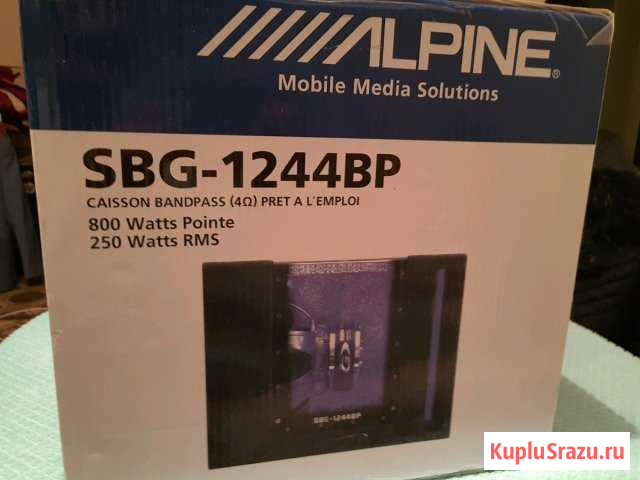 ALPINE®
Mobile Media Solutions
SBG-1244BP
CAISSON BANDPASS (4Ω) PRET A L'EMPLOI
800 Watts Pointe
250 Watts RMS
SBG-1244BP
KupluSrazu.ru